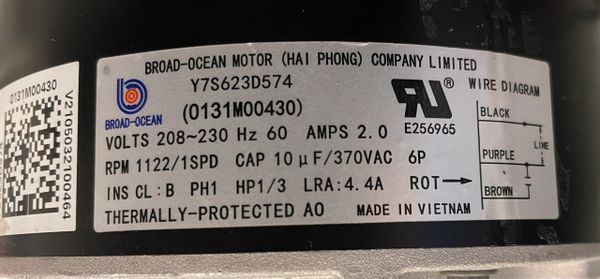 0131M00430
V2105032100464
BROAD-OCEAN MOTOR (HAI PHONG) COMPANY LIMITED
Y7S623D574
(0131M00430)
BROAD-OCEAN
VOLTS 208~230 Hz 60 AMPS 2.0
RPM 1122/1SPD CAP 10μF/370VAC 6P
INS CL:B PH1 HP1/3 LRA:4.4A
THERMALLY-PROTECTED AO
ROT→
MADE IN VIETNAM
RU
E256965
WIRE DIAGRAM
BLACK
LINE
PURPLE
BROWN